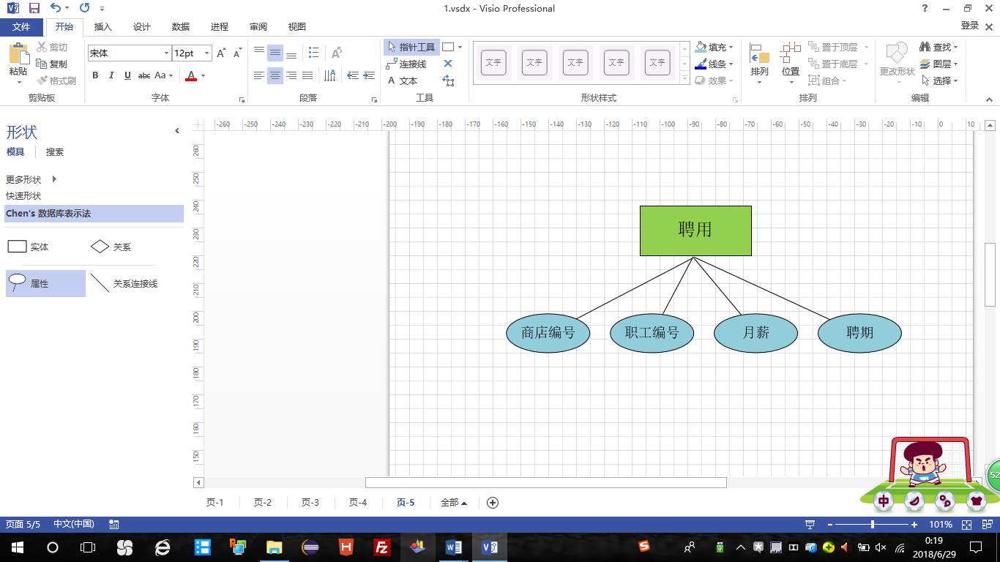 1.vsdx - Visio Professional
文件 开始 插入 设计 数据 进程 审阅 视图 登录
粘贴 剪切 复制 格式刷 剪贴板
宋体 12pt
B I U abc Aa A
字体
段落
指针工具
连接线
A 文本
工具
文字 文字 文字 文字 文字
形状样式
填充
线条
效果
排列 位置 置于顶层 置于底层 组合
排列
更改形状 查找 图层 选择
编辑
形状
模具 搜索
更多形状
快速形状
Chen's 数据库表示法
实体 关系
属性 关系连接线
-260 -250 -240 -230 -220 -210 -200 -190 -180 -170 -160 -150 -140 -130 -120 -110 -100 -90 -80 -70 -60 -50 -40 -30 -20 -10 0 10
260
250
240
230
220
210
200
190
180
170
160
150
聘用
商店编号 职工编号 月薪 聘期
中
52
页-1 页-2 页-3 页-4 页-5 全部
页面 5/5 中文(中国) 101%
0:19
2018/6/29